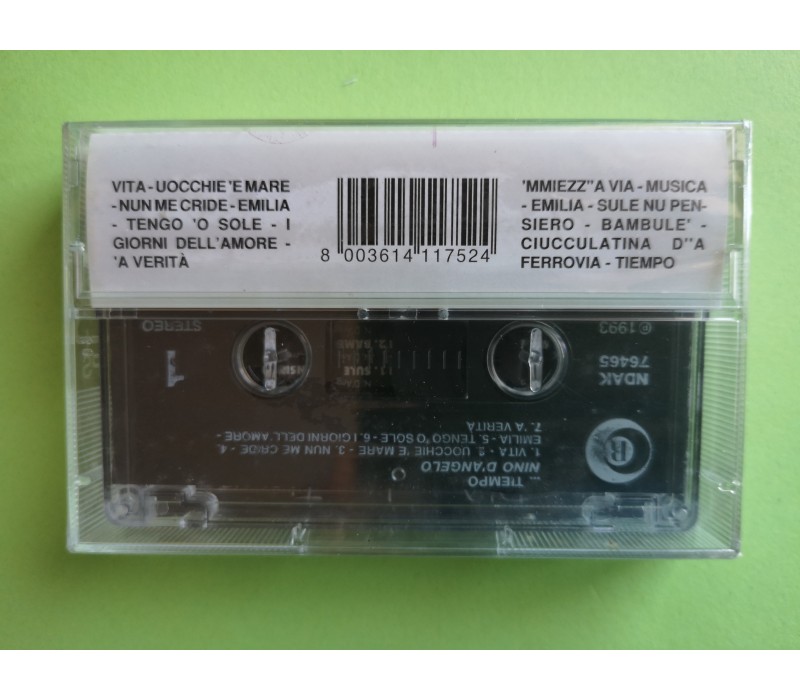 VITA - UOCCHIE 'E MARE
- NUN ME CRIDE - EMILIA
- TENGO 'O SOLE - I
GIORNI DELL'AMORE -
'A VERITÀ
8 003614 117524
'MMIEZZ''A VIA - MUSICA
- EMILIA - SULE NU PEN-
SIERO - BAMBULE' -
CIUCCULATINA D''A
FERROVIA - TIEMPO
... TIEMPO
NINO D'ANGELO
1. VITA - 2. UOCCHIE 'E MARE - 3. NUN ME CRIDE - 4.
EMILIA - 5. TENGO 'O SOLE - 6. I GIORNI DELL'AMORE -
7. 'A VERITÀ
B
NDAK
76465
©1993
1
STEREO